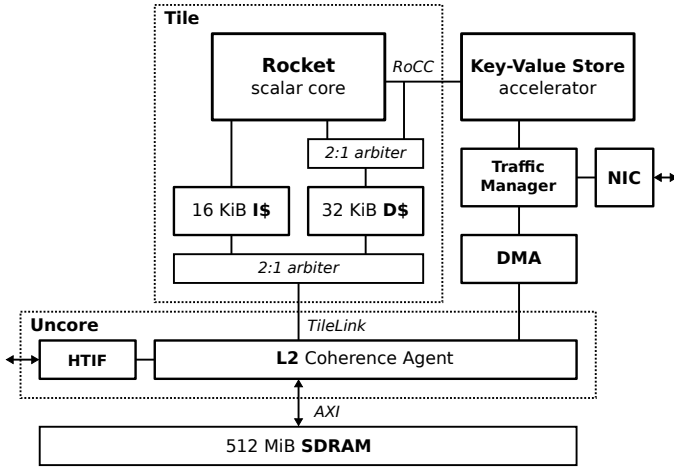 Tile
Rocket
scalar core
RoCC
Key-Value Store
accelerator
2:1 arbiter
Traffic
Manager
NIC
16 KiB I$
32 KiB D$
2:1 arbiter
DMA
Uncore
TileLink
HTIF
L2 Coherence Agent
AXI
512 MiB SDRAM